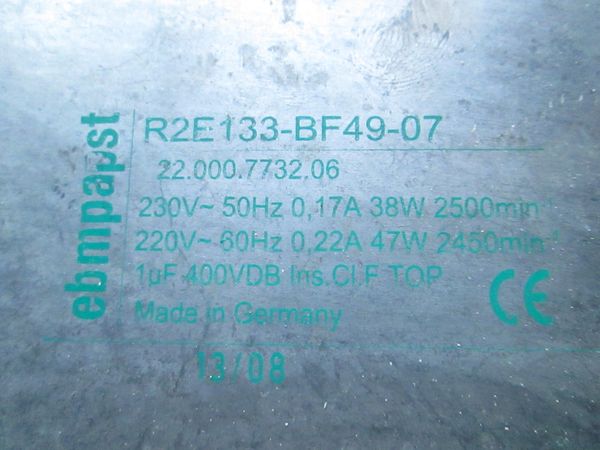 ebmpapst
R2E133-BF49-07
22.000.7732.06
230V~ 50Hz 0,17A 38W 2500min⁻¹
220V~ 60Hz 0,22A 47W 2450min⁻¹
1µF 400VDB Ins.Cl.F TOP
Made in Germany
CE
13/08